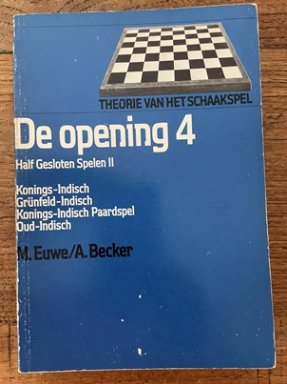 THEORIE VAN HET SCHAAKSPEL
De opening 4
Half Gesloten Spelen II
Konings-Indisch
Grünfeld-Indisch
Konings-Indisch Paardspel
Oud-Indisch
M. Euwe/A. Becker